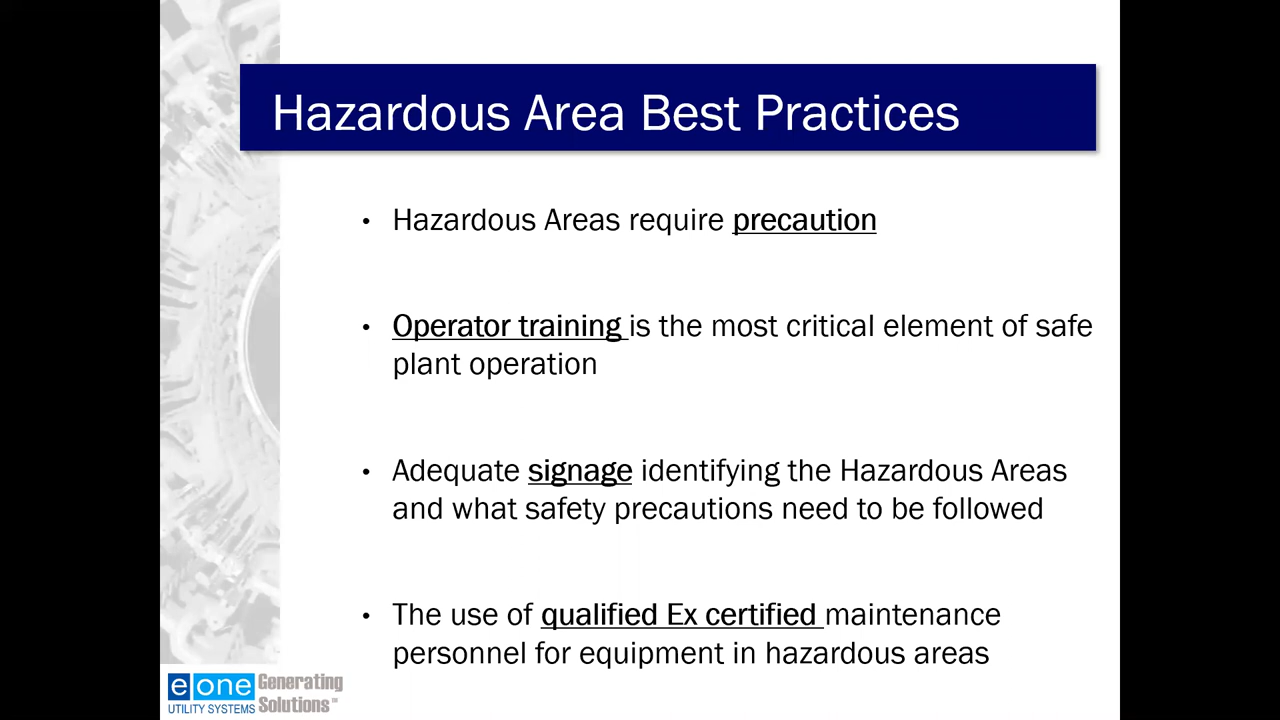 Hazardous Area Best Practices
• Hazardous Areas require precaution
• Operator training is the most critical element of safe
plant operation
• Adequate signage identifying the Hazardous Areas
and what safety precautions need to be followed
• The use of qualified Ex certified maintenance
personnel for equipment in hazardous areas
e one Generating
UTILITY SYSTEMS Solutions™